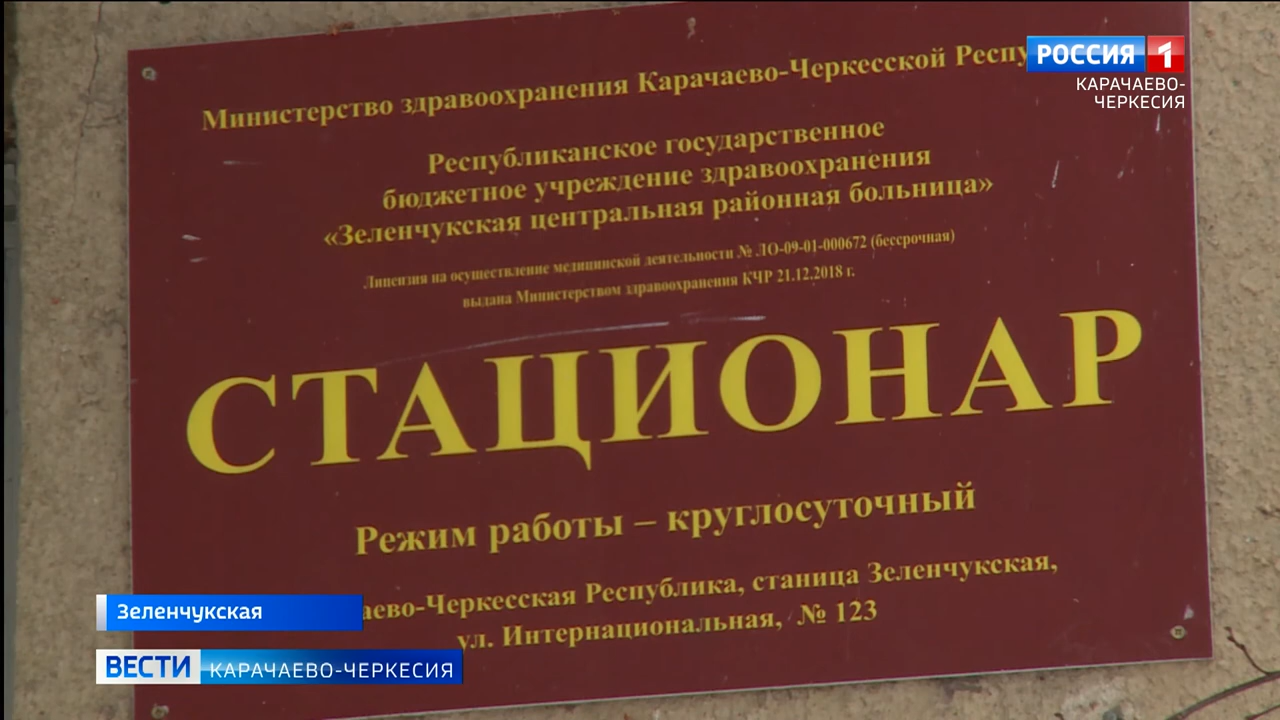 РОССИЯ 1
КАРАЧАЕВО-
ЧЕРКЕСИЯ
Министерство здравоохранения Карачаево-Черкесской Респу
Республиканское государственное
бюджетное учреждение здравоохранения
«Зеленчукская центральная районная больница»
Лицензия на осуществление медицинской деятельности № ЛО-09-01-000672 (бессрочная)
выдана Министерством здравоохранения КЧР 21.12.2018 г.
СТАЦИОНАР
Режим работы – круглосуточный
аево-Черкесская Республика, станица Зеленчукская,
ул. Интернациональная, № 123
Зеленчукская
ВЕСТИ КАРАЧАЕВО-ЧЕРКЕСИЯ